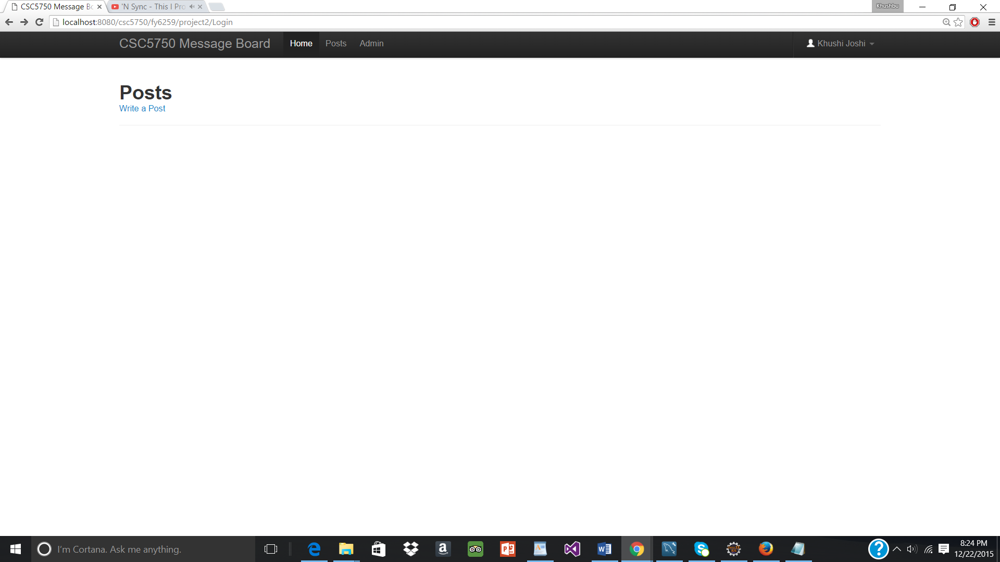 CSC5750 Message Bo
'N Sync - This I Pro
Khushbu
localhost:8080/csc5750/fy6259/project2/Login
CSC5750 Message Board
Home
Posts
Admin
Khushi Joshi
Posts
Write a Post
I'm Cortana. Ask me anything.
8:24 PM
12/22/2015